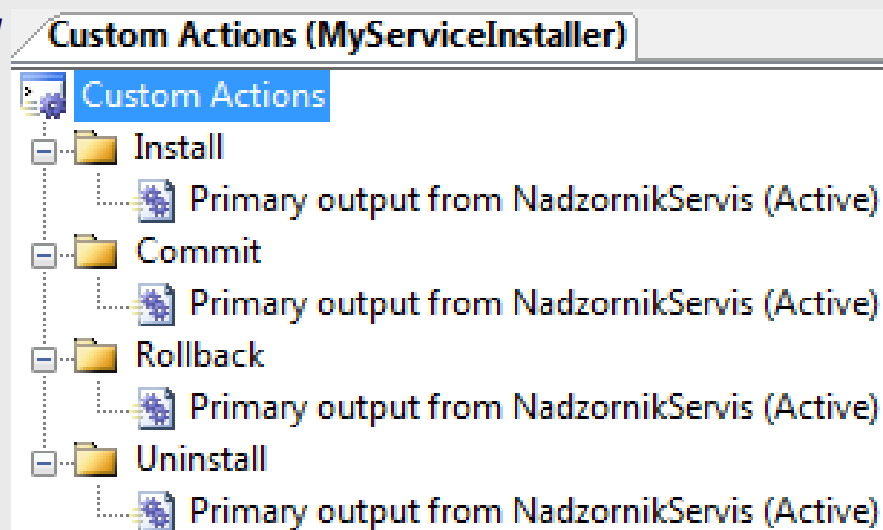 Custom Actions (MyServiceInstaller)
Custom Actions
Install
Primary output from NadzornikServis (Active)
Commit
Primary output from NadzornikServis (Active)
Rollback
Primary output from NadzornikServis (Active)
Uninstall
Primary output from NadzornikServis (Active)